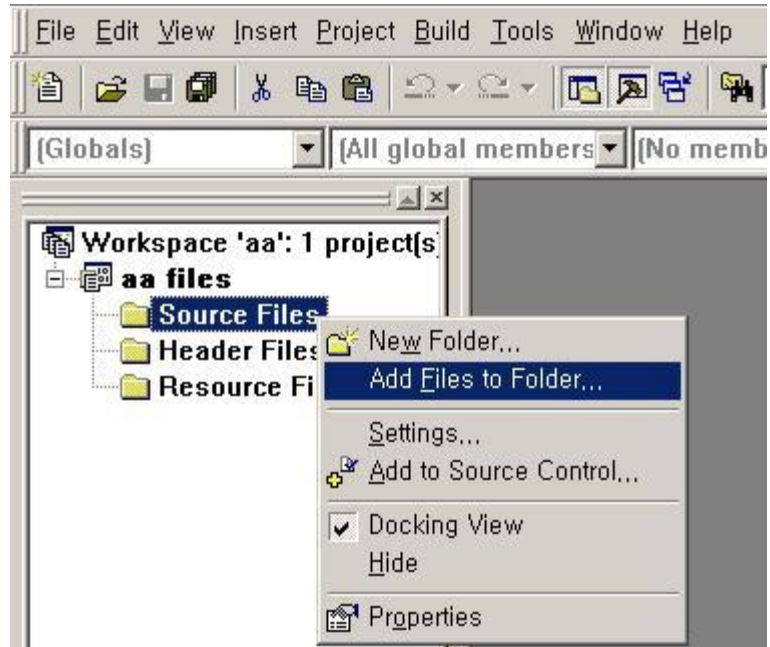 File Edit View Insert Project Build Tools Window Help
(Globals) (All global members (No memb
Workspace 'aa': 1 project(s)
aa files
Source Files
Header Files
Resource Fi
New Folder...
Add Files to Folder...
Settings...
Add to Source Control...
Docking View
Hide
Properties